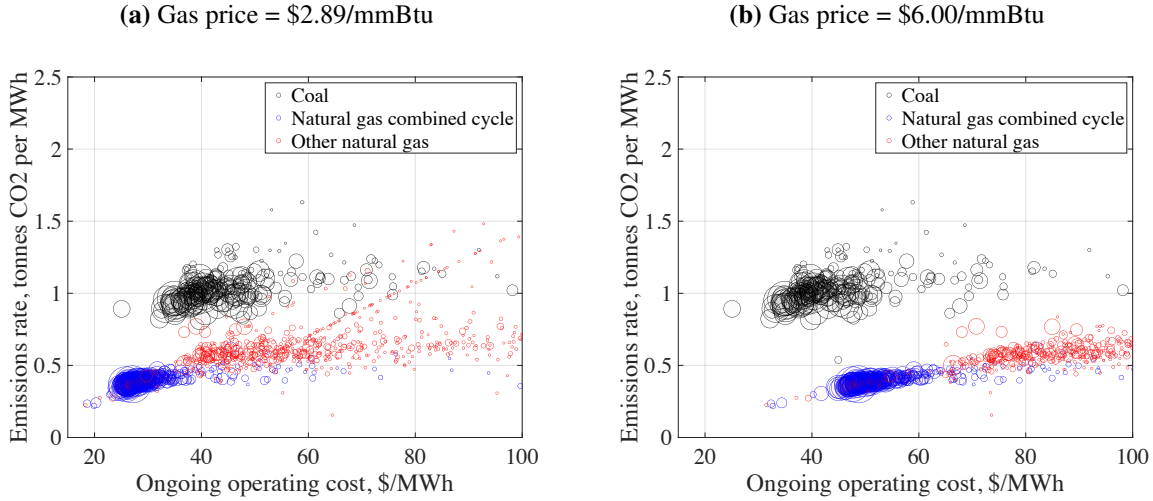 (a) Gas price = $2.89/mmBtu
Emissions rate, tonnes CO2 per MWh
2.5
2
1.5
1
0.5
0
Coal
Natural gas combined cycle
Other natural gas
20 40 60 80 100
Ongoing operating cost, $/MWh
(b) Gas price = $6.00/mmBtu
Emissions rate, tonnes CO2 per MWh
2.5
2
1.5
1
0.5
0
Coal
Natural gas combined cycle
Other natural gas
20 40 60 80 100
Ongoing operating cost, $/MWh